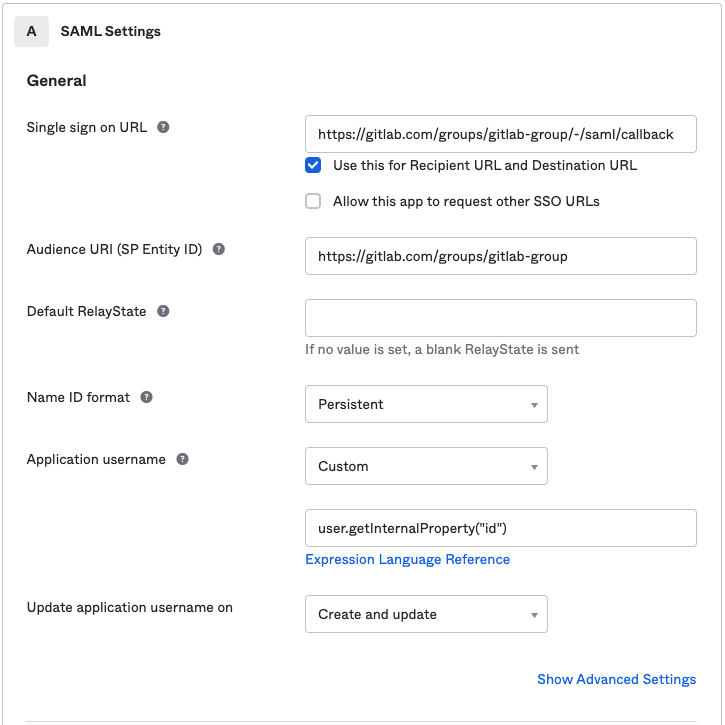 A SAML Settings
General
Single sign on URL ?
https://gitlab.com/groups/gitlab-group/-/saml/callback
Use this for Recipient URL and Destination URL
Allow this app to request other SSO URLs
Audience URI (SP Entity ID) ?
https://gitlab.com/groups/gitlab-group
Default RelayState ?
If no value is set, a blank RelayState is sent
Name ID format ?
Persistent
Application username ?
Custom
user.getInternalProperty("id")
Expression Language Reference
Update application username on
Create and update
Show Advanced Settings